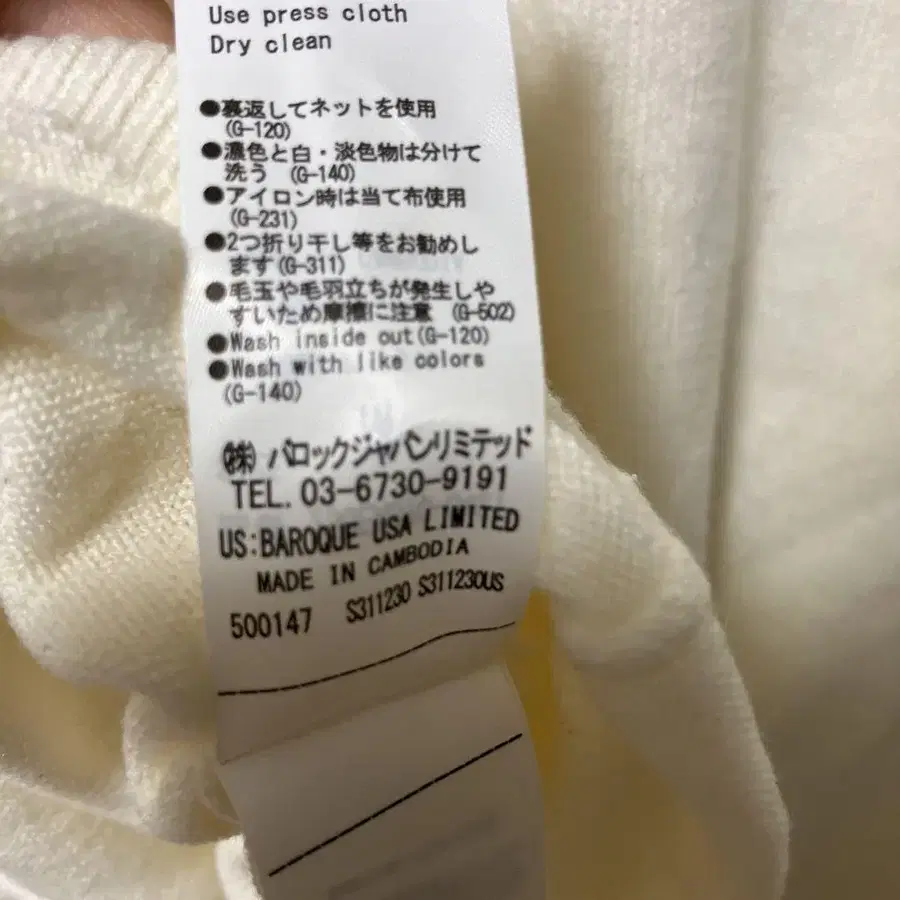 Use press cloth
Dry clean
●裏返してネットを使用
(G-120)
●濃色と白・淡色物は分けて
洗う (G-140)
●アイロン時は当て布使用
(G-231)
●2つ折り干し等をお勧めし
ます(G-311)
●毛玉や毛羽立ちが発生しや
すいため摩擦に注意 (G-502)
●Wash inside out(G-120)
●Wash with like colors
(G-140)
㈱ バロックジャパンリミテッド
TEL. 03-6730-9191
US:BAROQUE USA LIMITED
MADE IN CAMBODIA
500147 S311230 S311230US